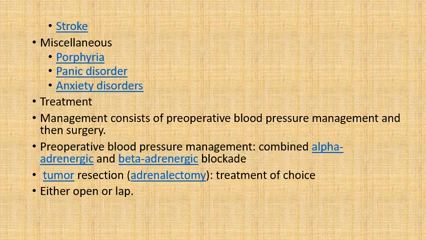 • Stroke
• Miscellaneous
• Porphyria
• Panic disorder
• Anxiety disorders
• Treatment
• Management consists of preoperative blood pressure management and
then surgery.
• Preoperative blood pressure management: combined alpha-
adrenergic and beta-adrenergic blockade
• tumor resection (adrenalectomy): treatment of choice
• Either open or lap.